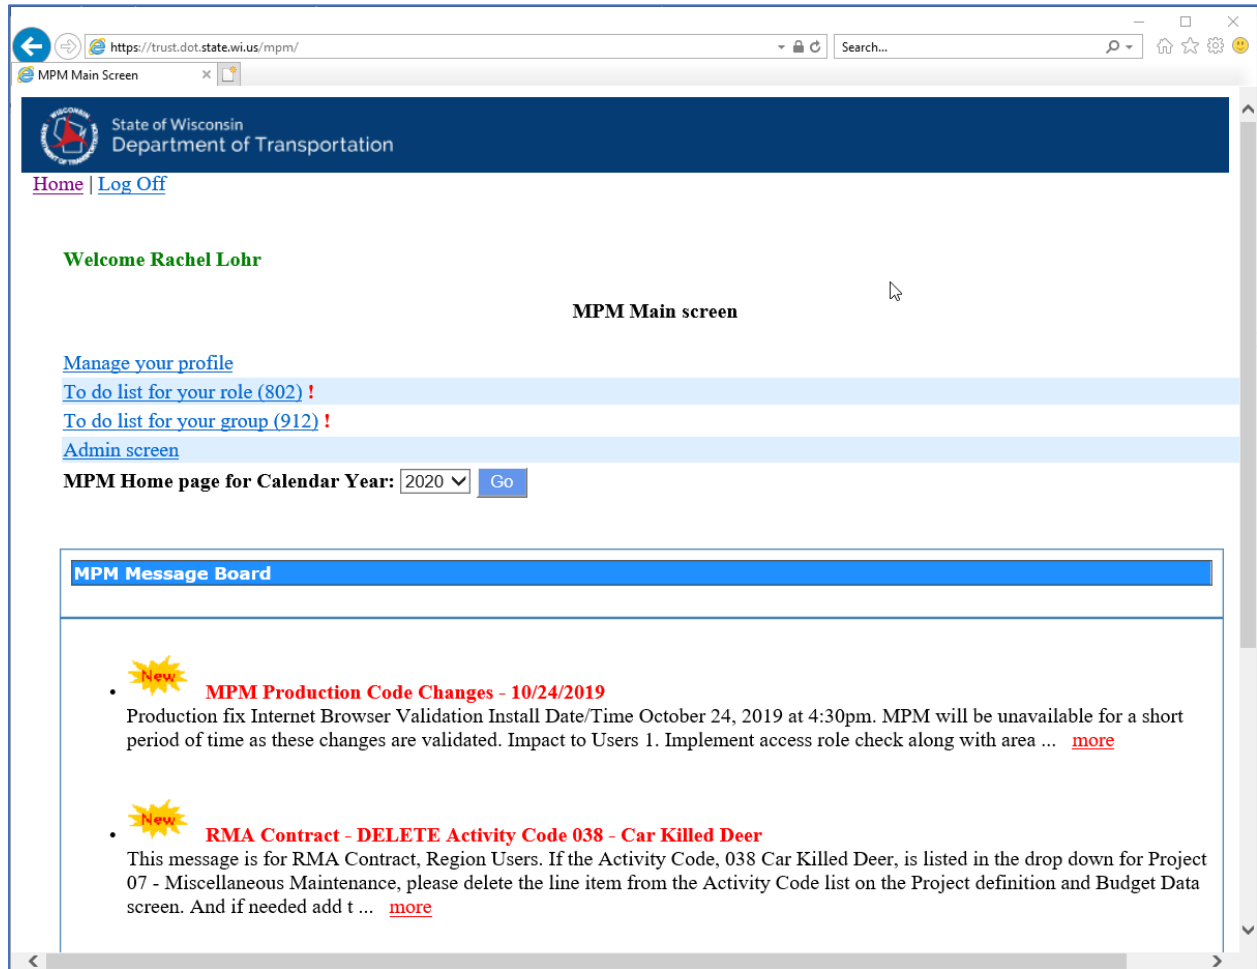 https://trust.dot.state.wi.us/mpm/
Search...
MPM Main Screen
State of Wisconsin
Department of Transportation
Home | Log Off
Welcome Rachel Lohr
MPM Main screen
Manage your profile
To do list for your role (802) !
To do list for your group (912) !
Admin screen
MPM Home page for Calendar Year: 2020 Go
MPM Message Board
New
• MPM Production Code Changes - 10/24/2019
Production fix Internet Browser Validation Install Date/Time October 24, 2019 at 4:30pm. MPM will be unavailable for a short
period of time as these changes are validated. Impact to Users 1. Implement access role check along with area ... more
New
• RMA Contract - DELETE Activity Code 038 - Car Killed Deer
This message is for RMA Contract, Region Users. If the Activity Code, 038 Car Killed Deer, is listed in the drop down for Project
07 - Miscellaneous Maintenance, please delete the line item from the Activity Code list on the Project definition and Budget Data
screen. And if needed add t ... more